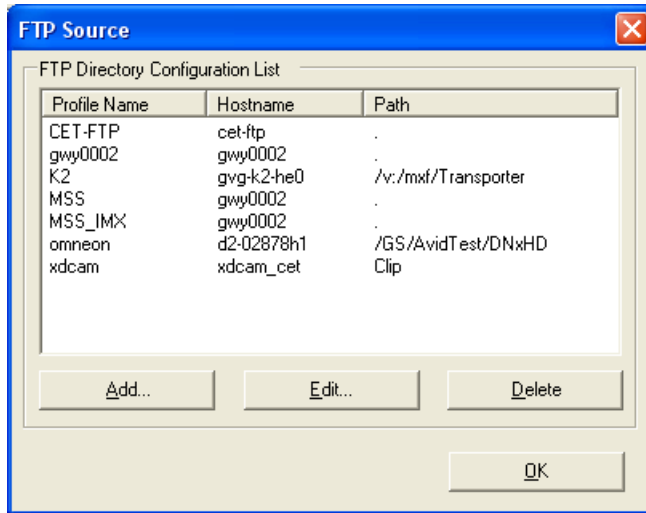 FTP Source
FTP Directory Configuration List
Profile Name Hostname Path
CET-FTP cet-ftp .
gwy0002 gwy0002 .
K2 gvg-k2-he0 /v:/mxf/Transporter
MSS gwy0002 .
MSS_IMX gwy0002 .
omneon d2-02878h1 /GS/AvidTest/DNxHD
xdcam xdcam_cet Clip
Add... Edit... Delete
OK